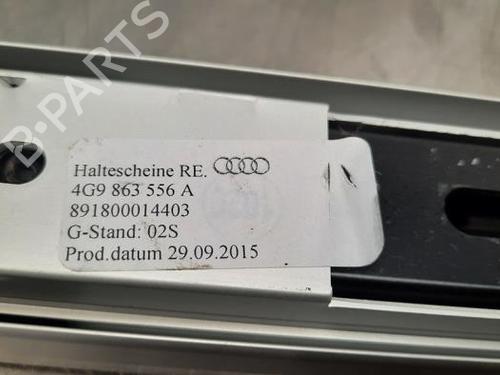 B-PARTS
Haltescheine RE.
4G9 863 556 A
891800014403
G-Stand: 02S
Prod.datum 29.09.2015